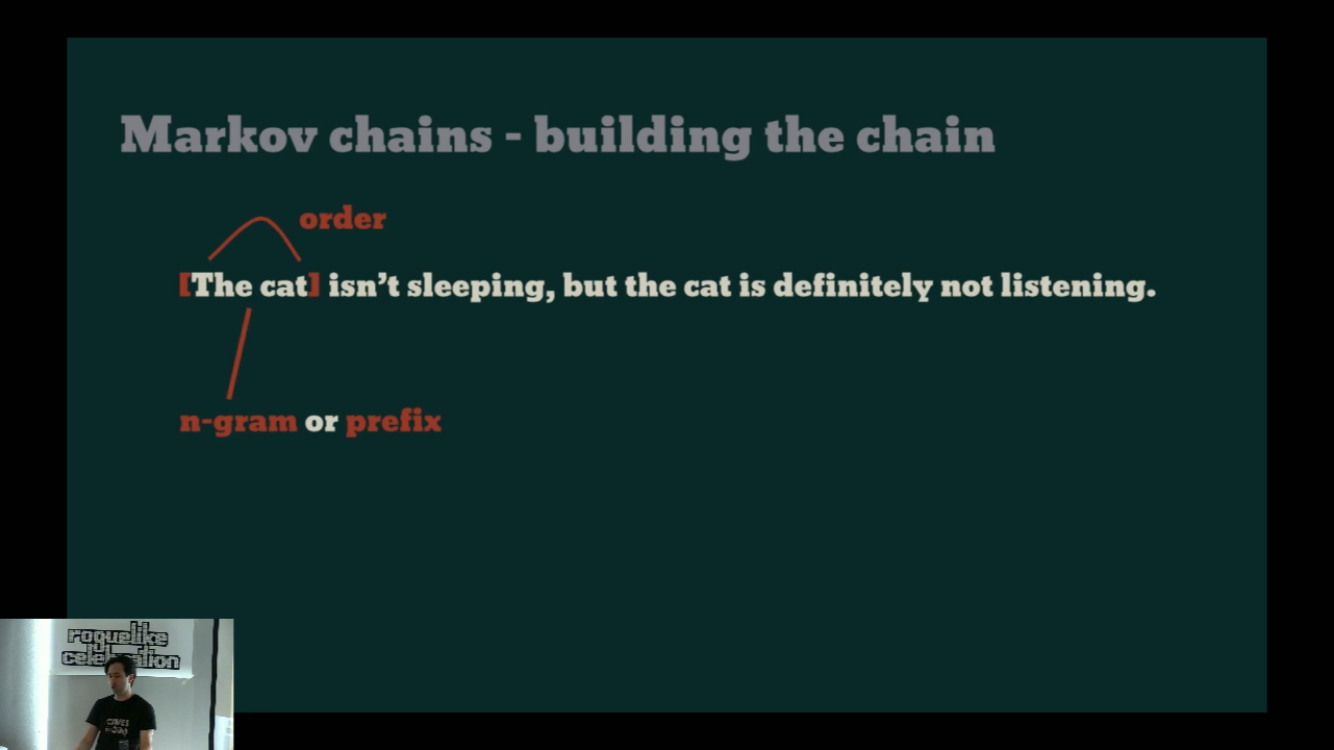 Markov chains - building the chain
order
[The cat] isn’t sleeping, but the cat is definitely not listening.
n-gram or prefix
roguelike
celebration
CAVES